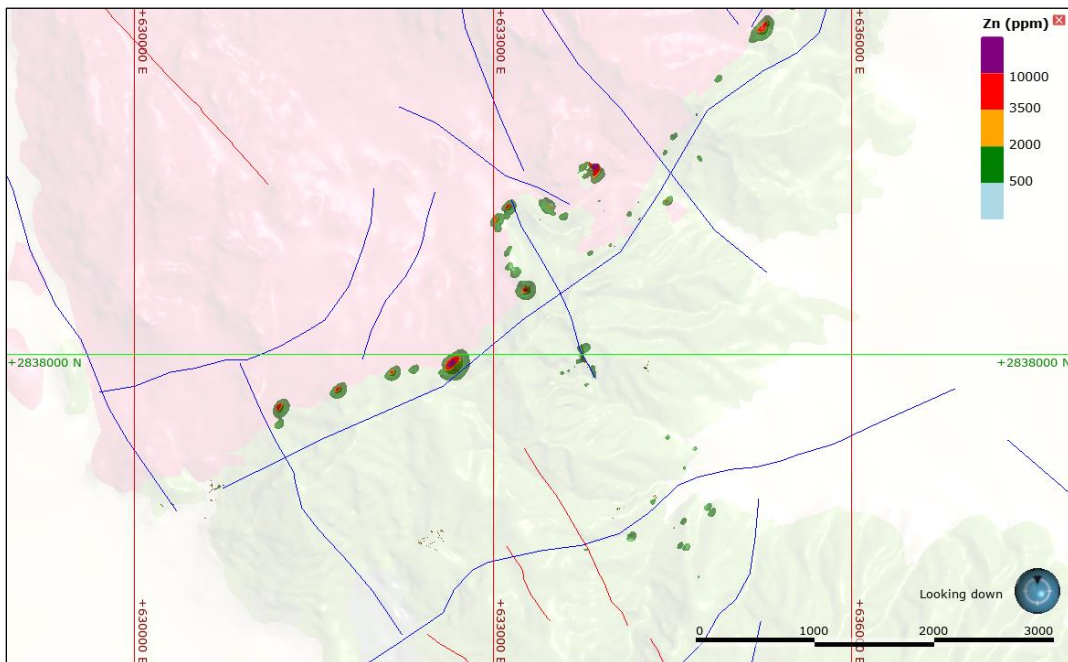 +630000 E
+633000 E
+636000 E
Zn (ppm)
10000
3500
2000
500
+2838000 N
+2838000 N
Looking down
+630000 E
+633000 E
+636000 E
0 1000 2000 3000